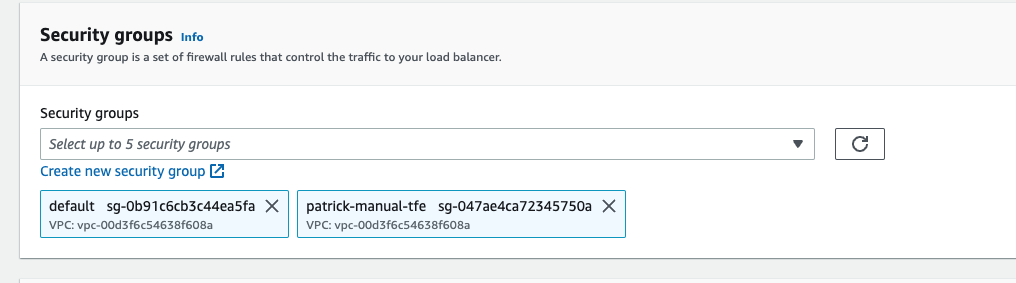 Security groups Info
A security group is a set of firewall rules that control the traffic to your load balancer.
Security groups
Select up to 5 security groups
Create new security group
default sg-0b91c6cb3c44ea5fa
VPC: vpc-00d3f6c54638f608a
patrick-manual-tfe sg-047ae4ca72345750a
VPC: vpc-00d3f6c54638f608a